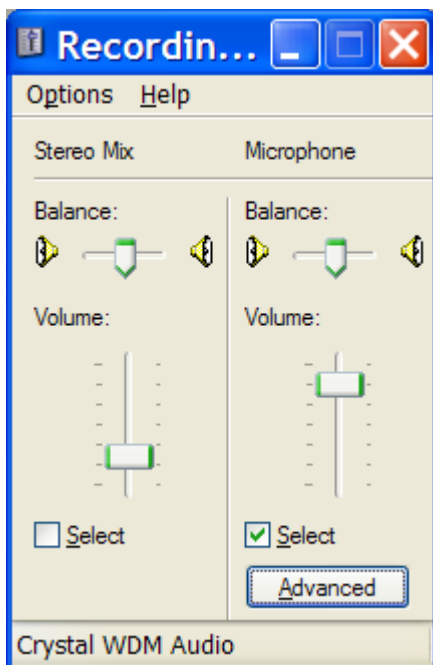 Recordin...
Options Help
Stereo Mix Microphone
Balance: Balance:
Volume: Volume:
Select Select
Advanced
Crystal WDM Audio